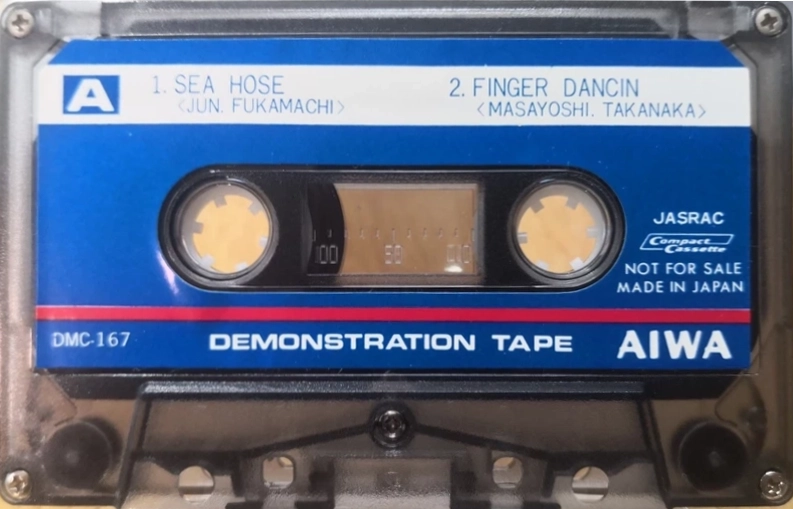 A
1. SEA HOSE
<JUN. FUKAMACHI>
2. FINGER DANCIN
<MASAYOSHI. TAKANAKA>
100 50 0
JASRAC
Compact Cassette
NOT FOR SALE
MADE IN JAPAN
DMC-167
DEMONSTRATION TAPE
AIWA